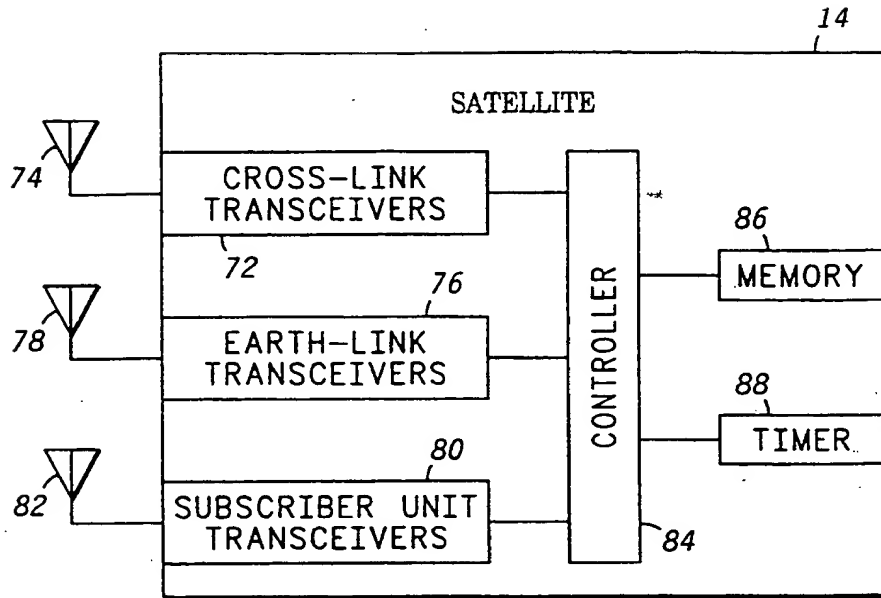 14
SATELLITE
74
CROSS-LINK
TRANSCEIVERS
72
86
MEMORY
76
78
EARTH-LINK
TRANSCEIVERS
CONTROLLER
88
TIMER
80
82
SUBSCRIBER UNIT
TRANSCEIVERS
84